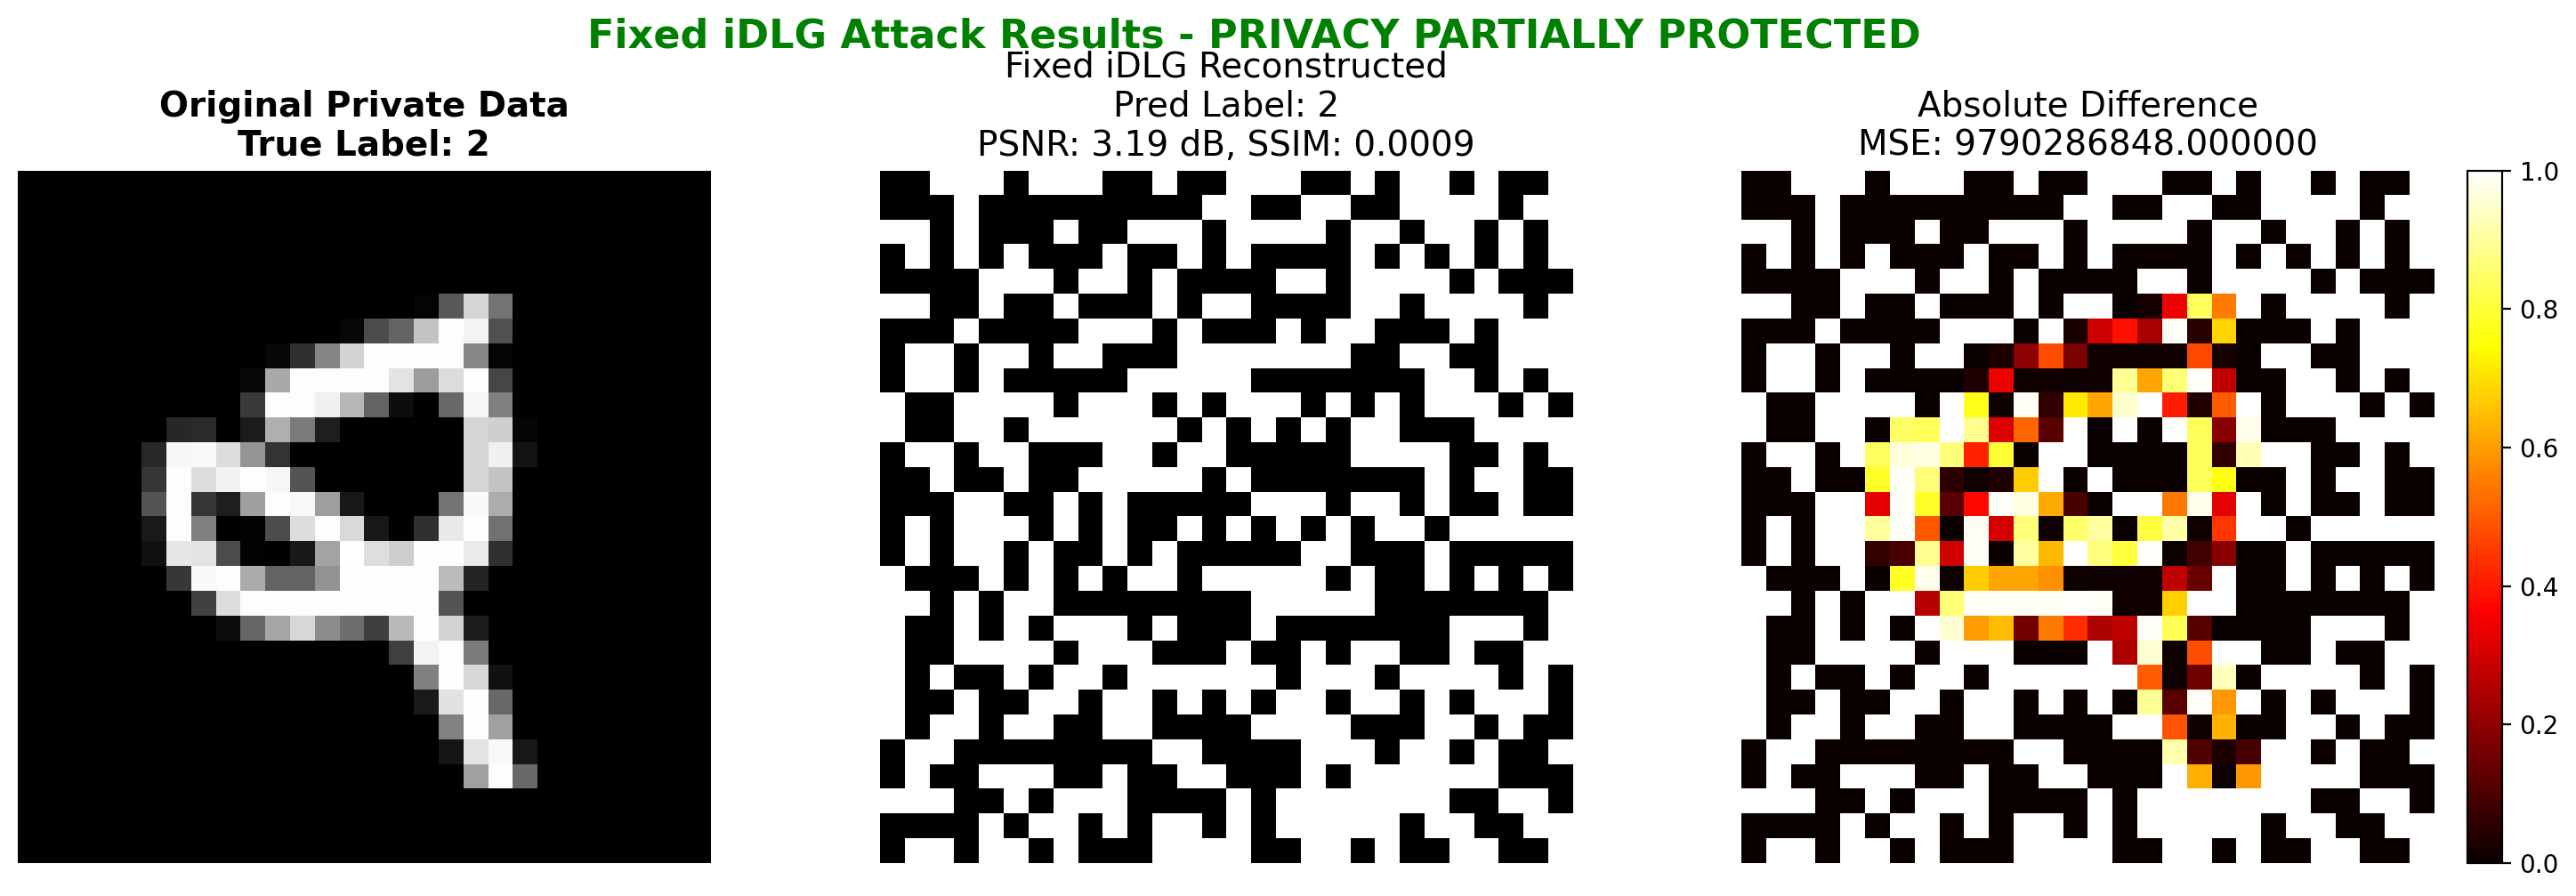 Fixed iDLG Attack Results - PRIVACY PARTIALLY PROTECTED
Original Private Data
True Label: 2
Fixed iDLG Reconstructed
Pred Label: 2
PSNR: 3.19 dB, SSIM: 0.0009
Absolute Difference
MSE: 9790286848.000000
1.0
0.8
0.6
0.4
0.2
0.0